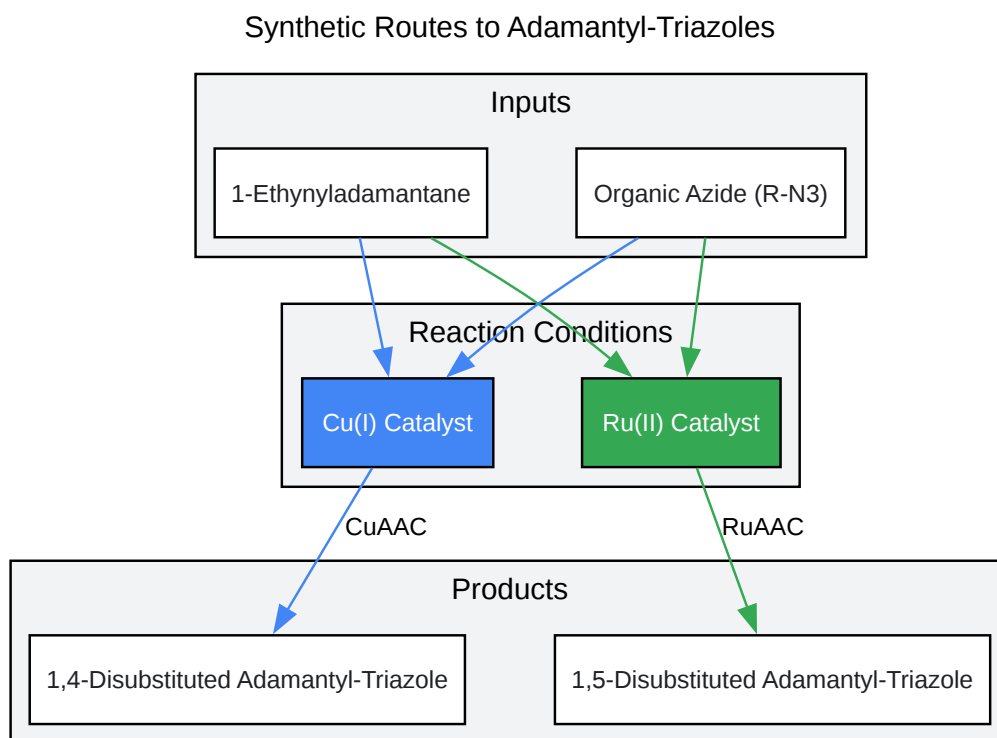 Synthetic Routes to Adamantyl-Triazoles
Inputs
1-Ethynyladamantane
Organic Azide (R-N3)
Reaction Conditions
Cu(I) Catalyst
Ru(II) Catalyst
CuAAC
RuAAC
Products
1,4-Disubstituted Adamantyl-Triazole
1,5-Disubstituted Adamantyl-Triazole